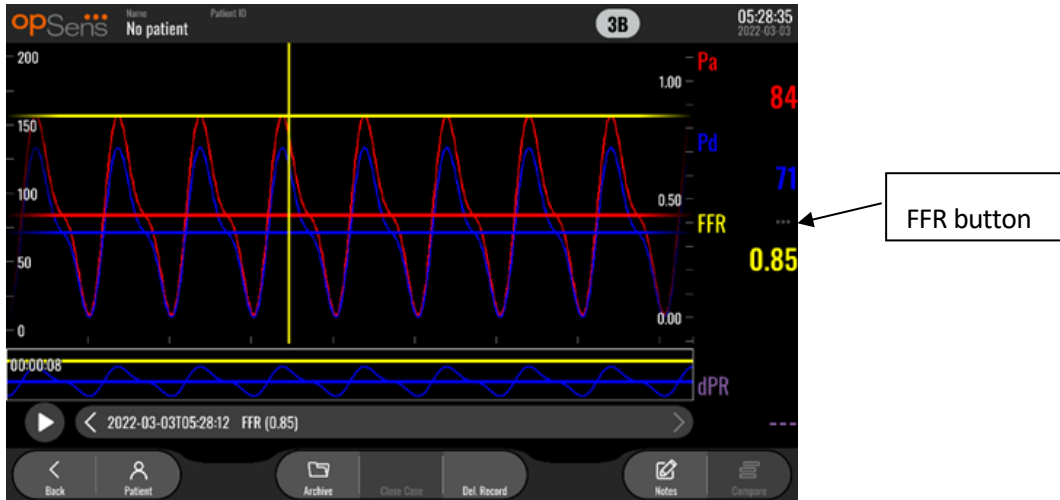 opSens
Name
No patient
Patient ID
3B
05:28:35
2022-03-03
200
150
100
50
0
1.00
0.50
0.00
Pa
84
Pd
71
FFR
...
0.85
FFR button
00:00:08
dPR
---
2022-03-03T05:28:12 FFR (0.85)
Back
Patient
Archive
Close Case
Del. Record
Notes
Compare